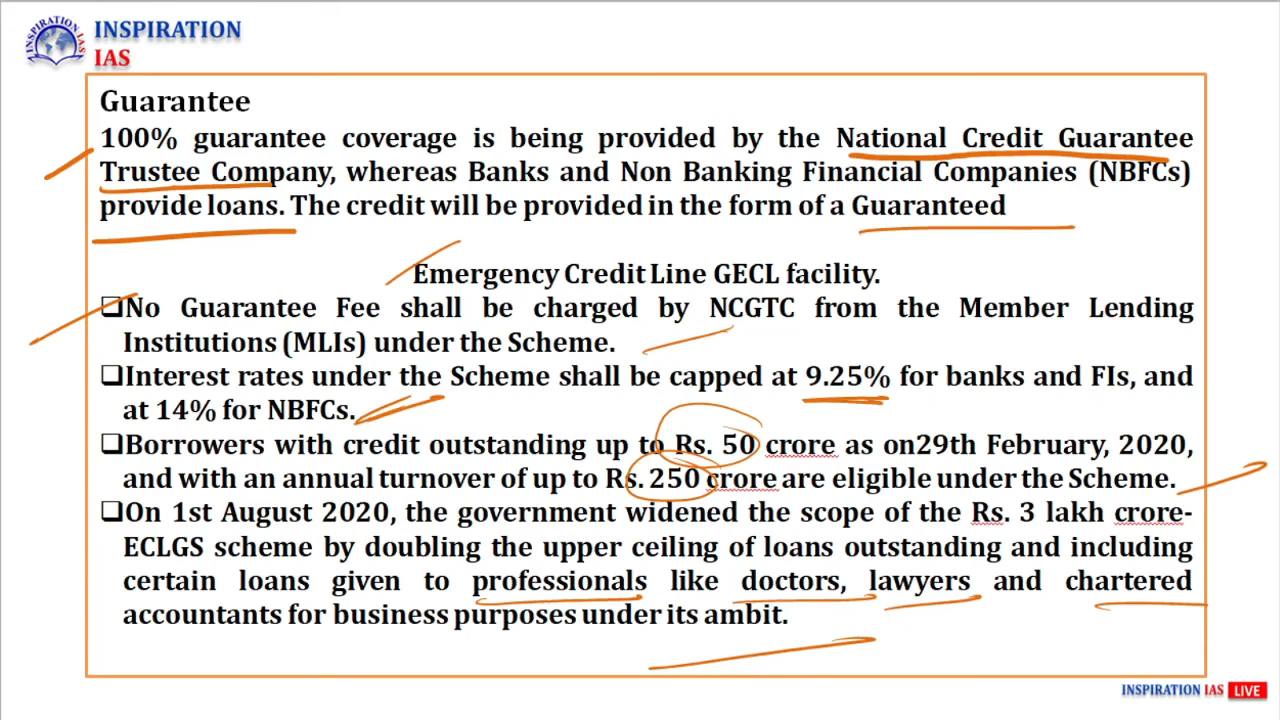 INSPIRATION
IAS
INSPIRATION IAS
Guarantee
100% guarantee coverage is being provided by the National Credit Guarantee
Trustee Company, whereas Banks and Non Banking Financial Companies (NBFCs)
provide loans. The credit will be provided in the form of a Guaranteed
Emergency Credit Line GECL facility.
❑No Guarantee Fee shall be charged by NCGTC from the Member Lending
Institutions (MLIs) under the Scheme.
❑Interest rates under the Scheme shall be capped at 9.25% for banks and FIs, and
at 14% for NBFCs.
❑Borrowers with credit outstanding up to Rs. 50 crore as on29th February, 2020,
and with an annual turnover of up to Rs. 250 crore are eligible under the Scheme.
❑On 1st August 2020, the government widened the scope of the Rs. 3 lakh crore-
ECLGS scheme by doubling the upper ceiling of loans outstanding and including
certain loans given to professionals like doctors, lawyers and chartered
accountants for business purposes under its ambit.
INSPIRATION IAS LIVE